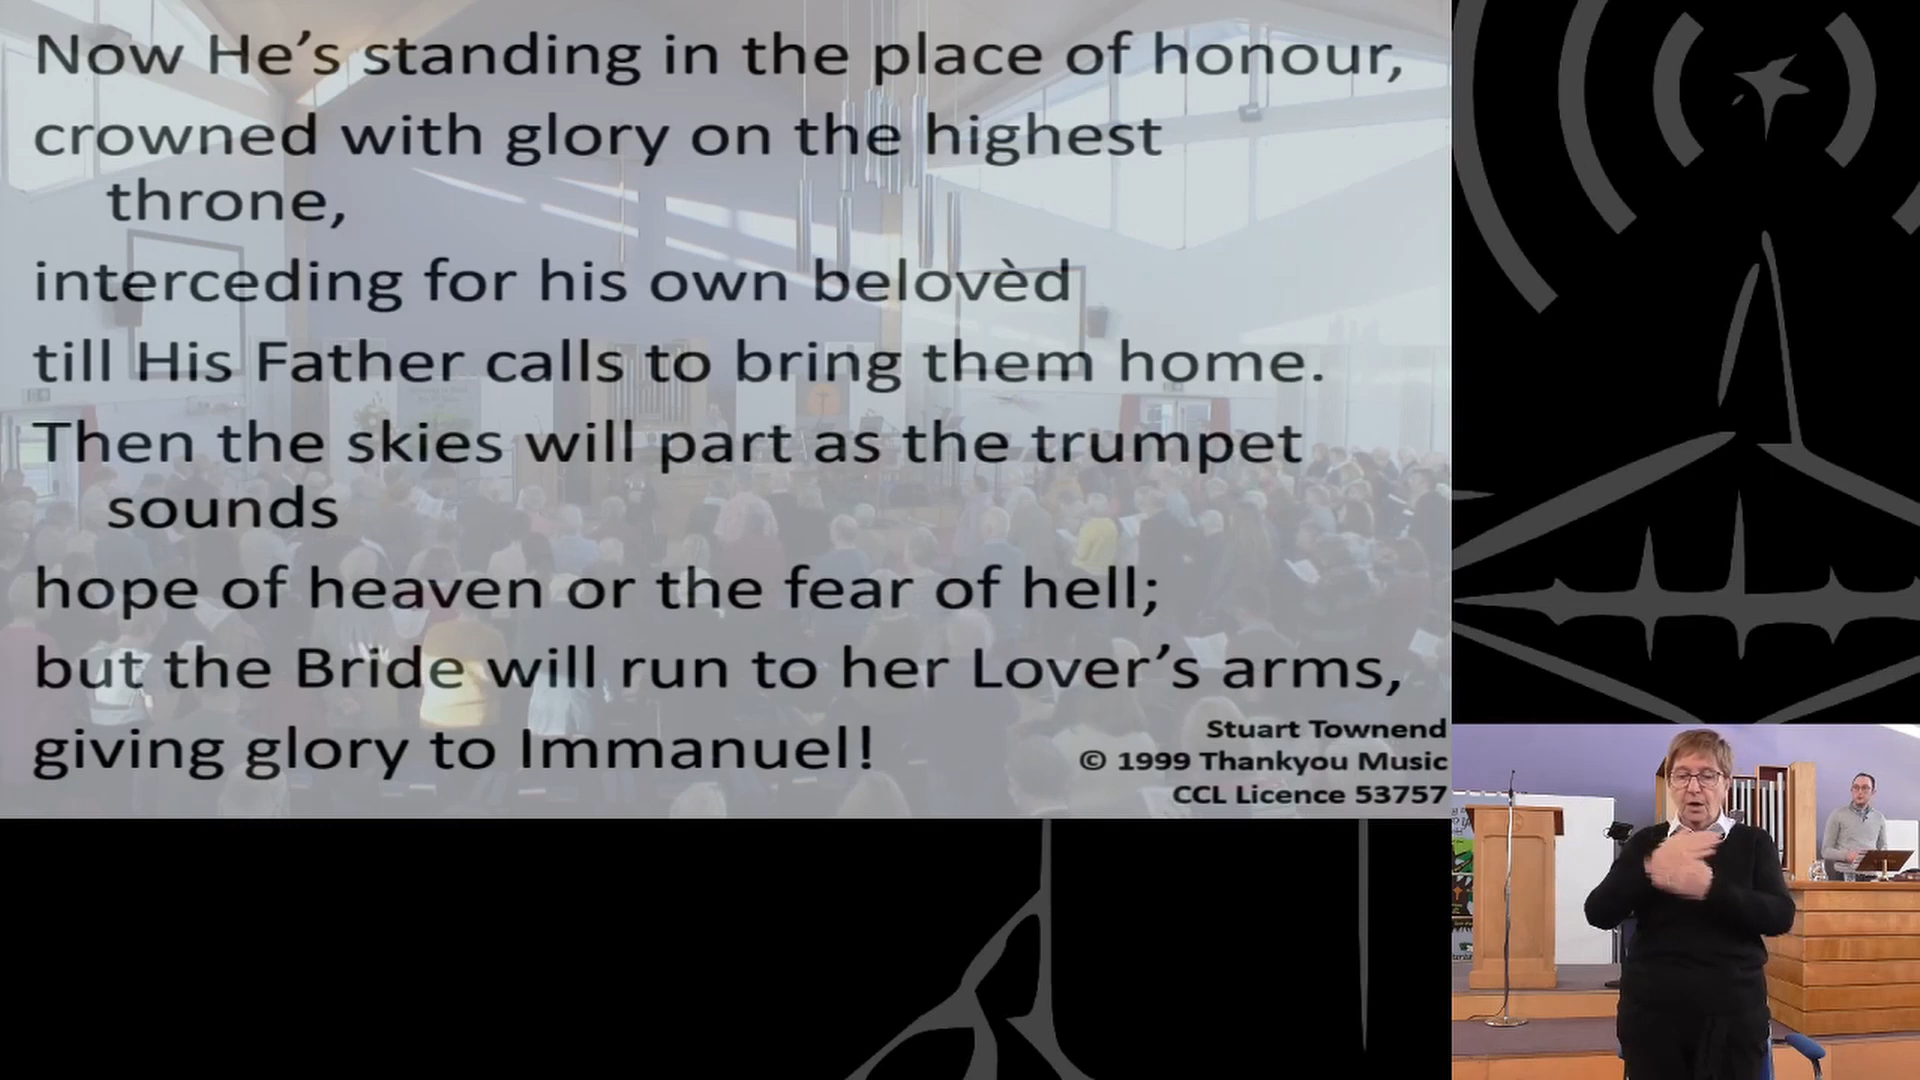 Now He’s standing in the place of honour,
crowned with glory on the highest
throne,
interceding for his own belovèd
till His Father calls to bring them home.
Then the skies will part as the trumpet
sounds
hope of heaven or the fear of hell;
but the Bride will run to her Lover’s arms,
giving glory to Immanuel!
Stuart Townend
© 1999 Thankyou Music
CCL Licence 53757